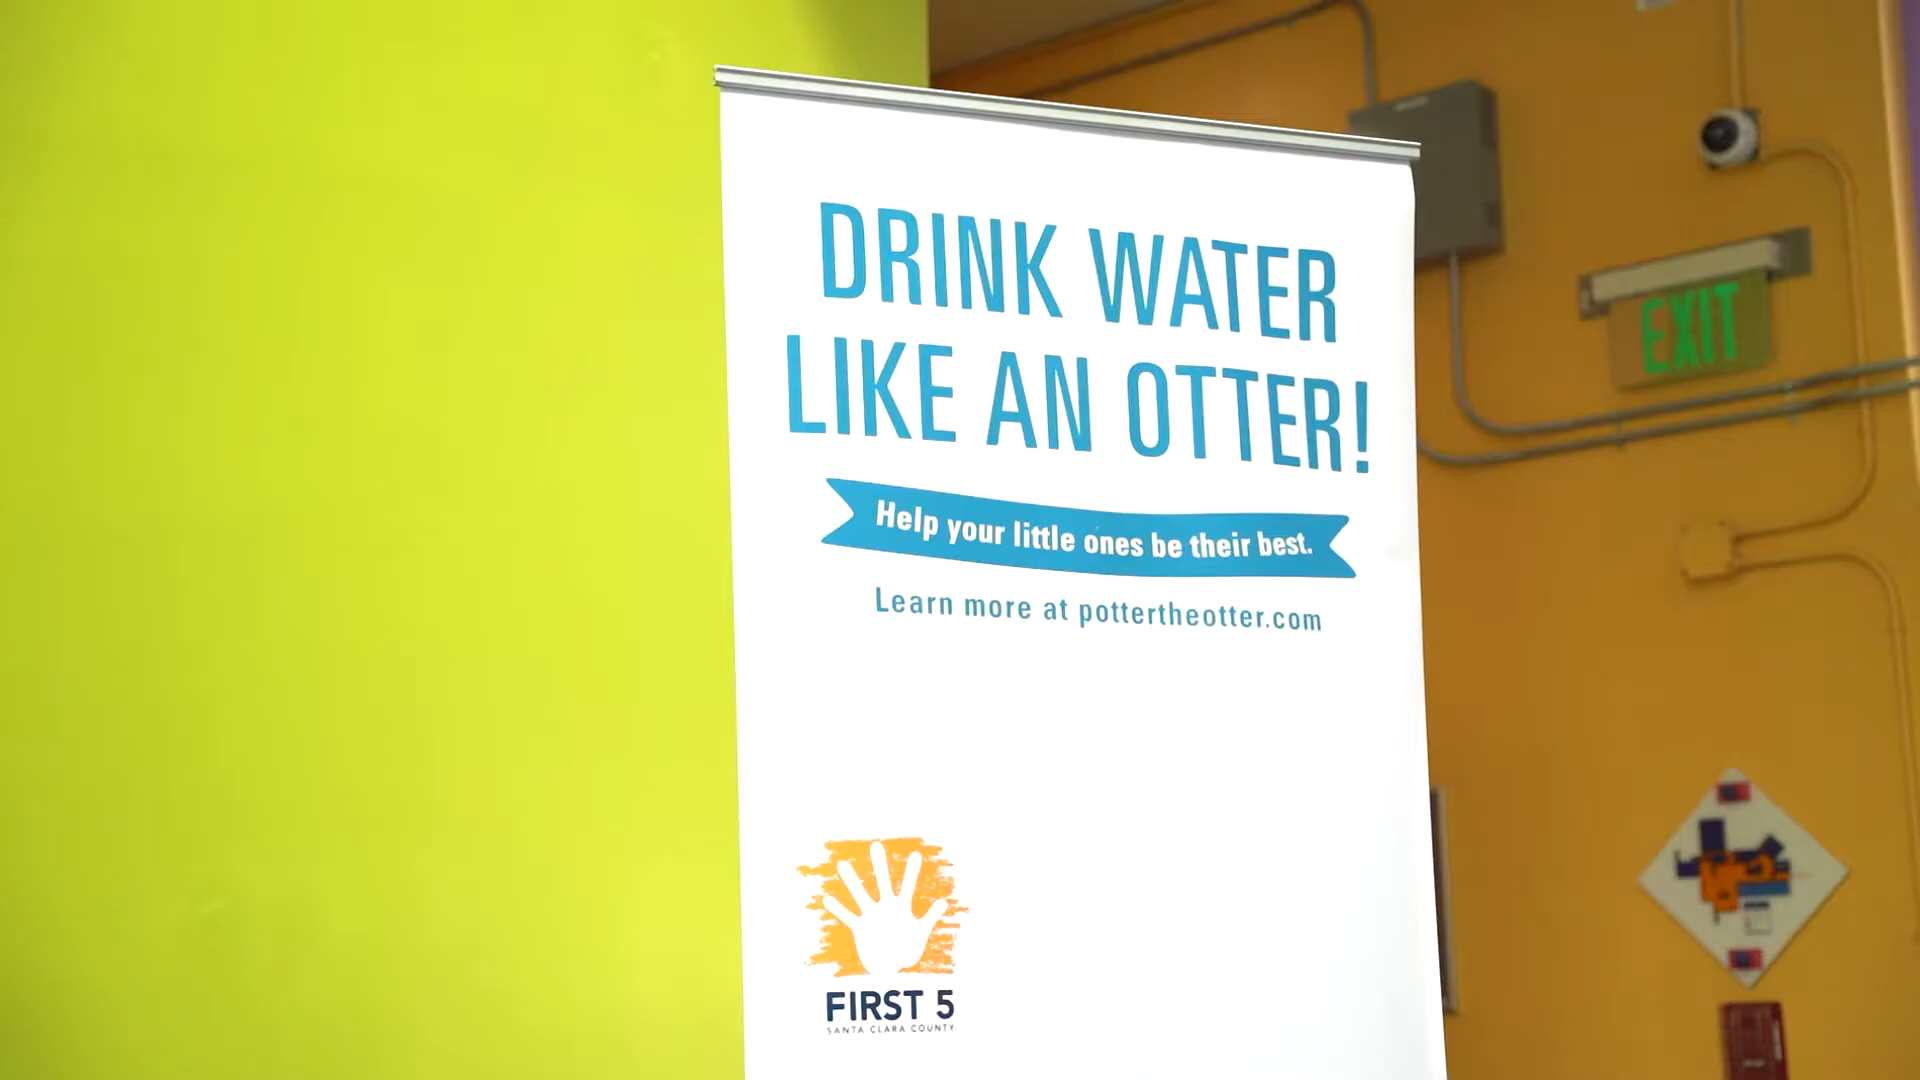 DRINK WATER
LIKE AN OTTER!
Help your little ones be their best.
Learn more at pottertheotter.com
FIRST 5
SANTA CLARA COUNTY
EXIT